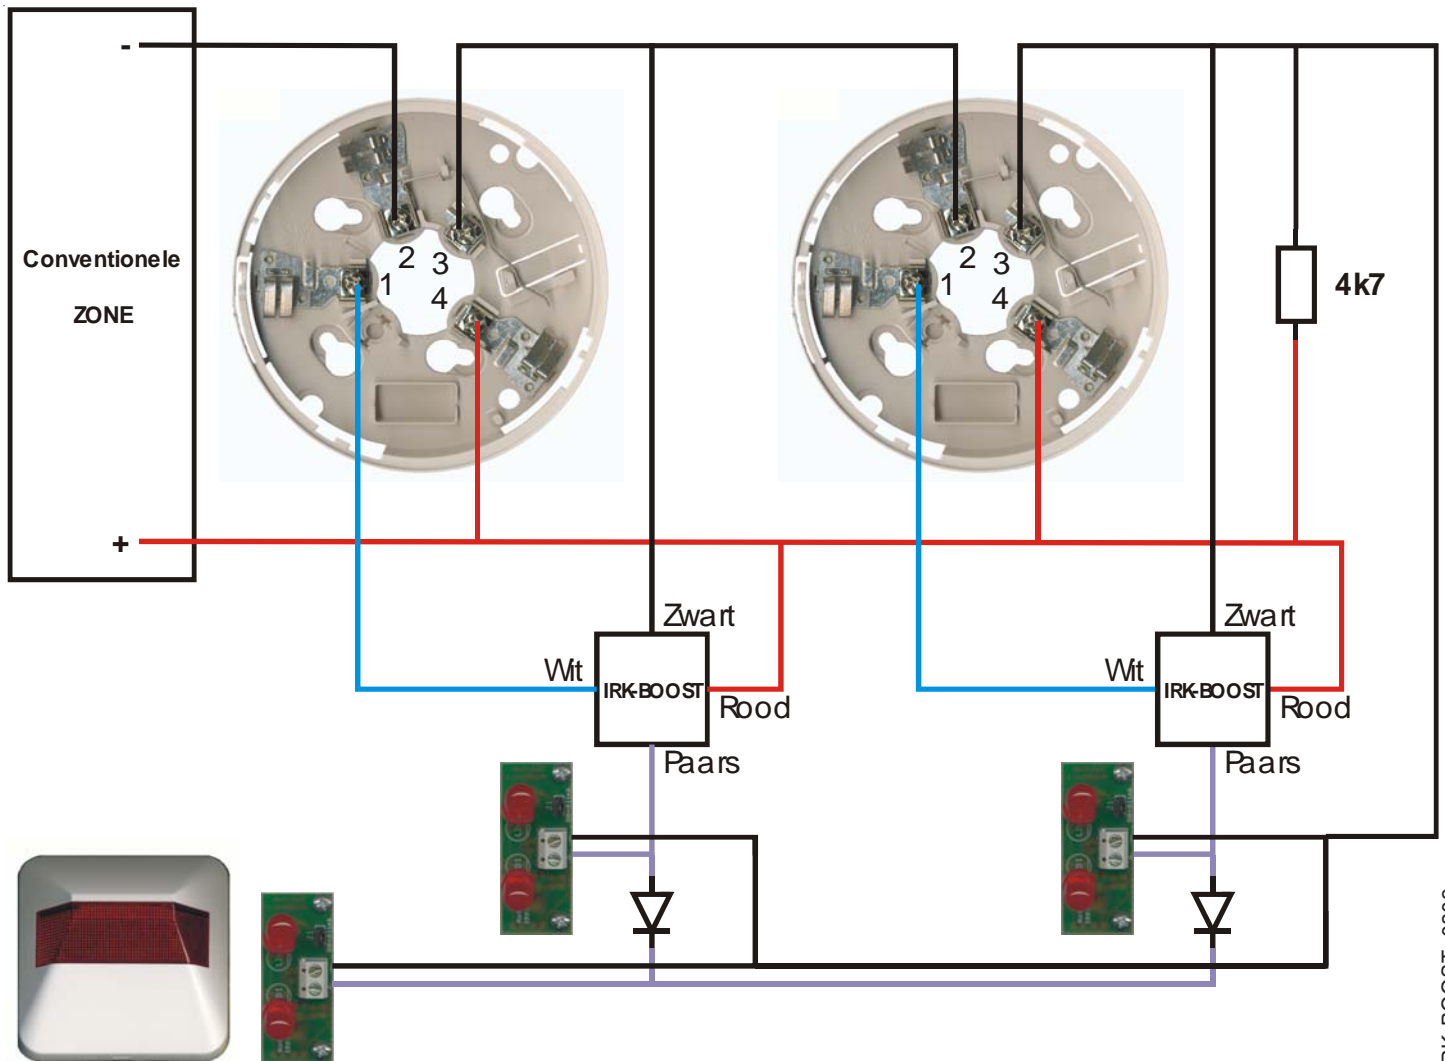 -
Conventionele
ZONE
+
1
2
3
4
1
2
3
4
4k7
Zwart
Wit
IRK-BOOST
Rood
Paars
Zwart
Wit
IRK-BOOST
Rood
Paars